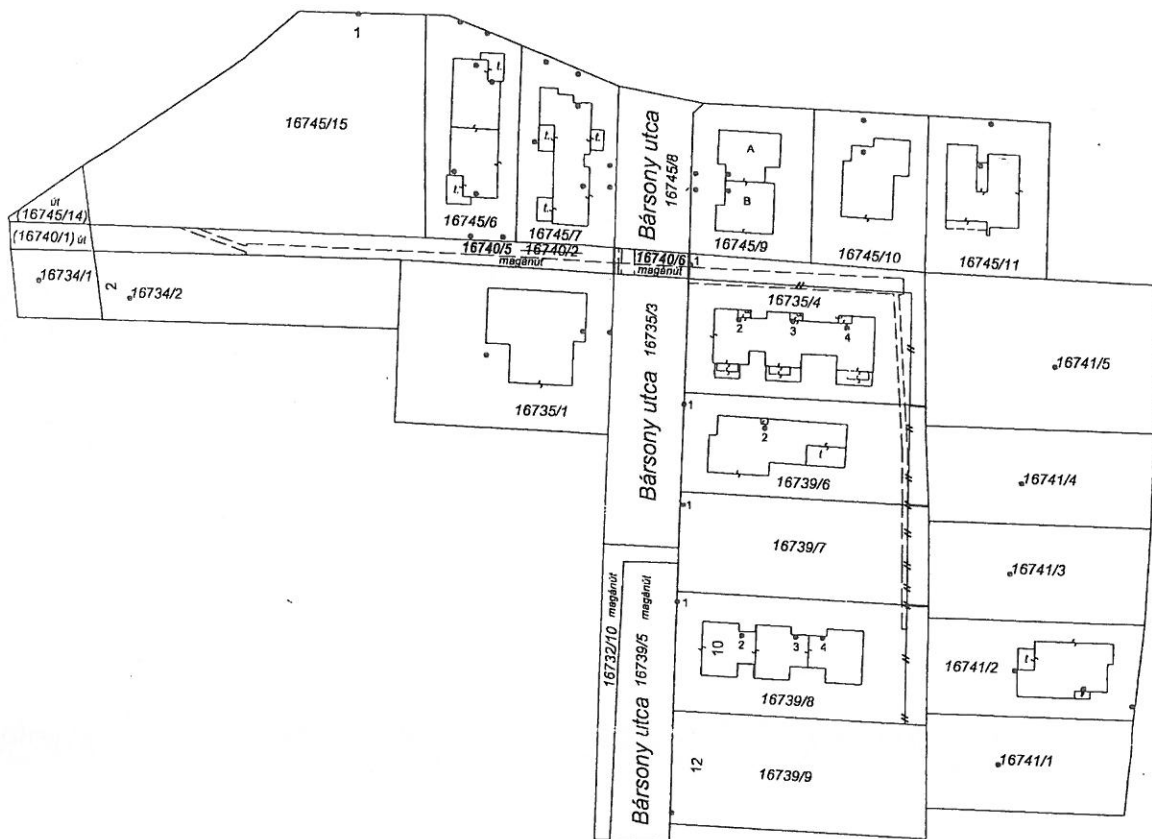 1
16745/15
t.
t.
16745/6
t.
t.
t.
16745/7
Bársony utca
16745/8
A
B
16745/9
16745/10
16745/11
út
(16745/14)
(16740/1) út
16740/5
16740/2
magánút
16740/6
magánút
1
16734/1
2
16734/2
16735/1
Bársony utca 16735/3
16735/4
2
3
4
16741/5
1
2
t
16739/6
16741/4
1
16739/7
16741/3
1
16732/10 magánút
Bársony utca 16739/5 magánút
10
2
3
4
16739/8
16741/2
t
12
16739/9
16741/1